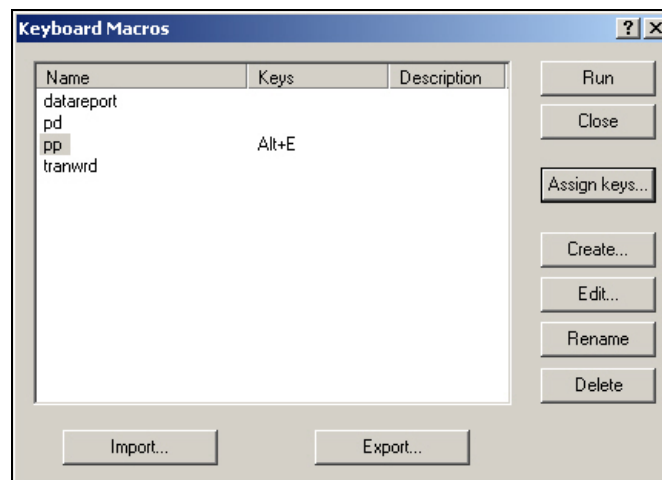 Keyboard Macros
? X
Name Keys Description
datareport
pd
pp Alt+E
tranwrd
Run
Close
Assign keys...
Create...
Edit...
Rename
Delete
Import... Export...